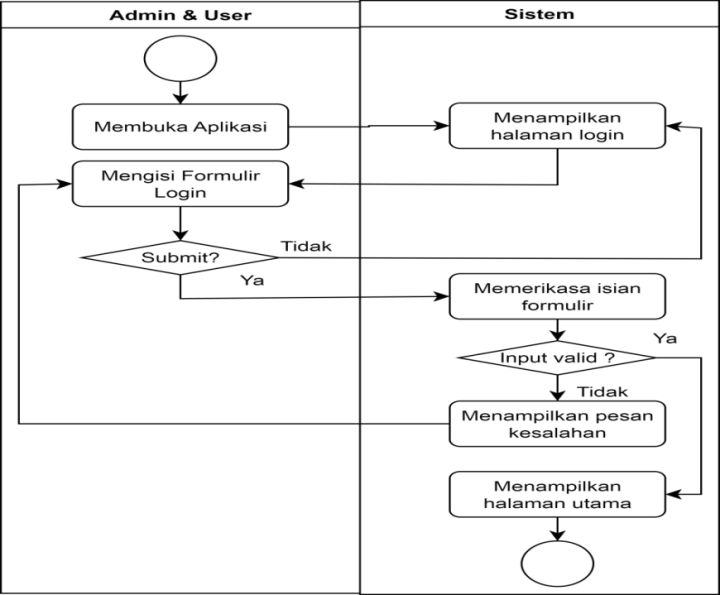 Admin & User
Sistem
Membuka Aplikasi
Menampilkan
halaman login
Mengisi Formulir
Login
Submit?
Tidak
Ya
Memerikasa isian
formulir
Input valid ?
Ya
Tidak
Menampilkan pesan
kesalahan
Menampilkan
halaman utama